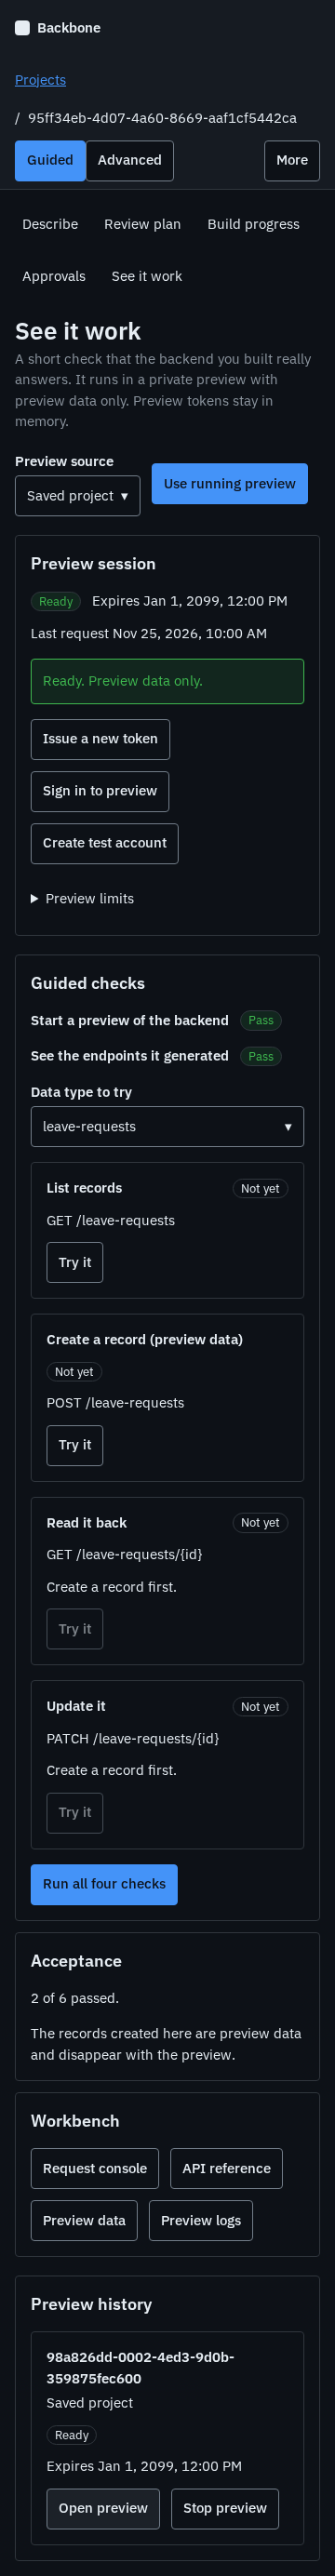 Backbone
Projects
/ 95ff34eb-4d07-4a60-8669-aaf1cf5442ca
Guided Advanced More
Describe Review plan Build progress
Approvals See it work
See it work
A short check that the backend you built really
answers. It runs in a private preview with
preview data only. Preview tokens stay in
memory.
Preview source
Saved project ▾ Use running preview
Preview session
Ready Expires Jan 1, 2099, 12:00 PM
Last request Nov 25, 2026, 10:00 AM
Ready. Preview data only.
Issue a new token
Sign in to preview
Create test account
▶ Preview limits
Guided checks
Start a preview of the backend Pass
See the endpoints it generated Pass
Data type to try
leave-requests ▾
List records Not yet
GET /leave-requests
Try it
Create a record (preview data)
Not yet
POST /leave-requests
Try it
Read it back Not yet
GET /leave-requests/{id}
Create a record first.
Try it
Update it Not yet
PATCH /leave-requests/{id}
Create a record first.
Try it
Run all four checks
Acceptance
2 of 6 passed.
The records created here are preview data
and disappear with the preview.
Workbench
Request console API reference
Preview data Preview logs
Preview history
98a826dd-0002-4ed3-9d0b-
359875fec600
Saved project
Ready
Expires Jan 1, 2099, 12:00 PM
Open preview Stop preview